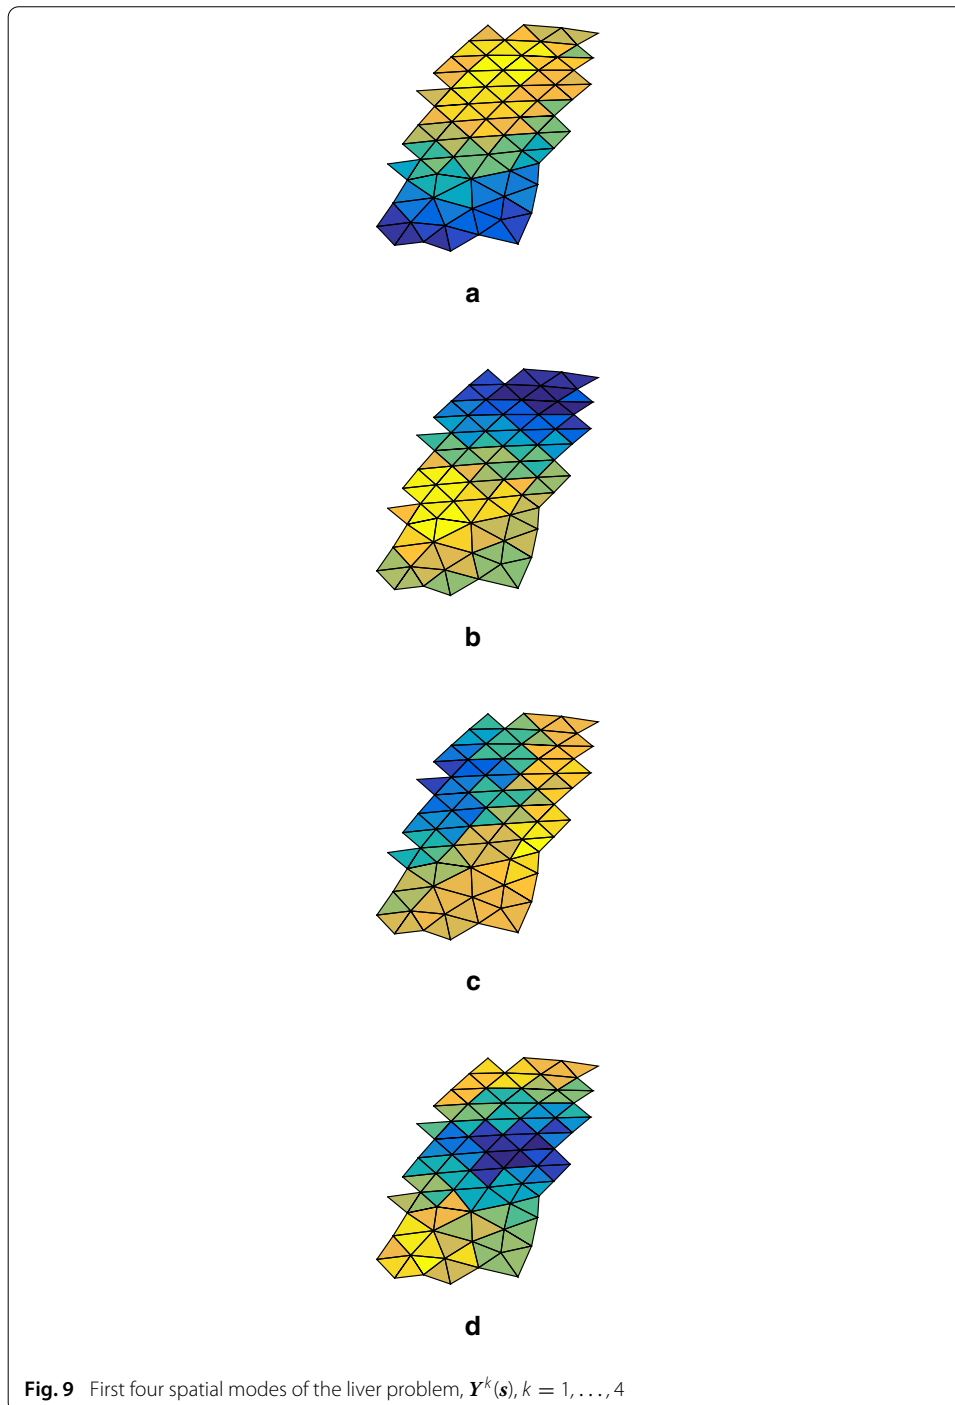 a
b
c
d
Fig. 9 First four spatial modes of the liver problem, Y^k(s), k = 1, . . . , 4